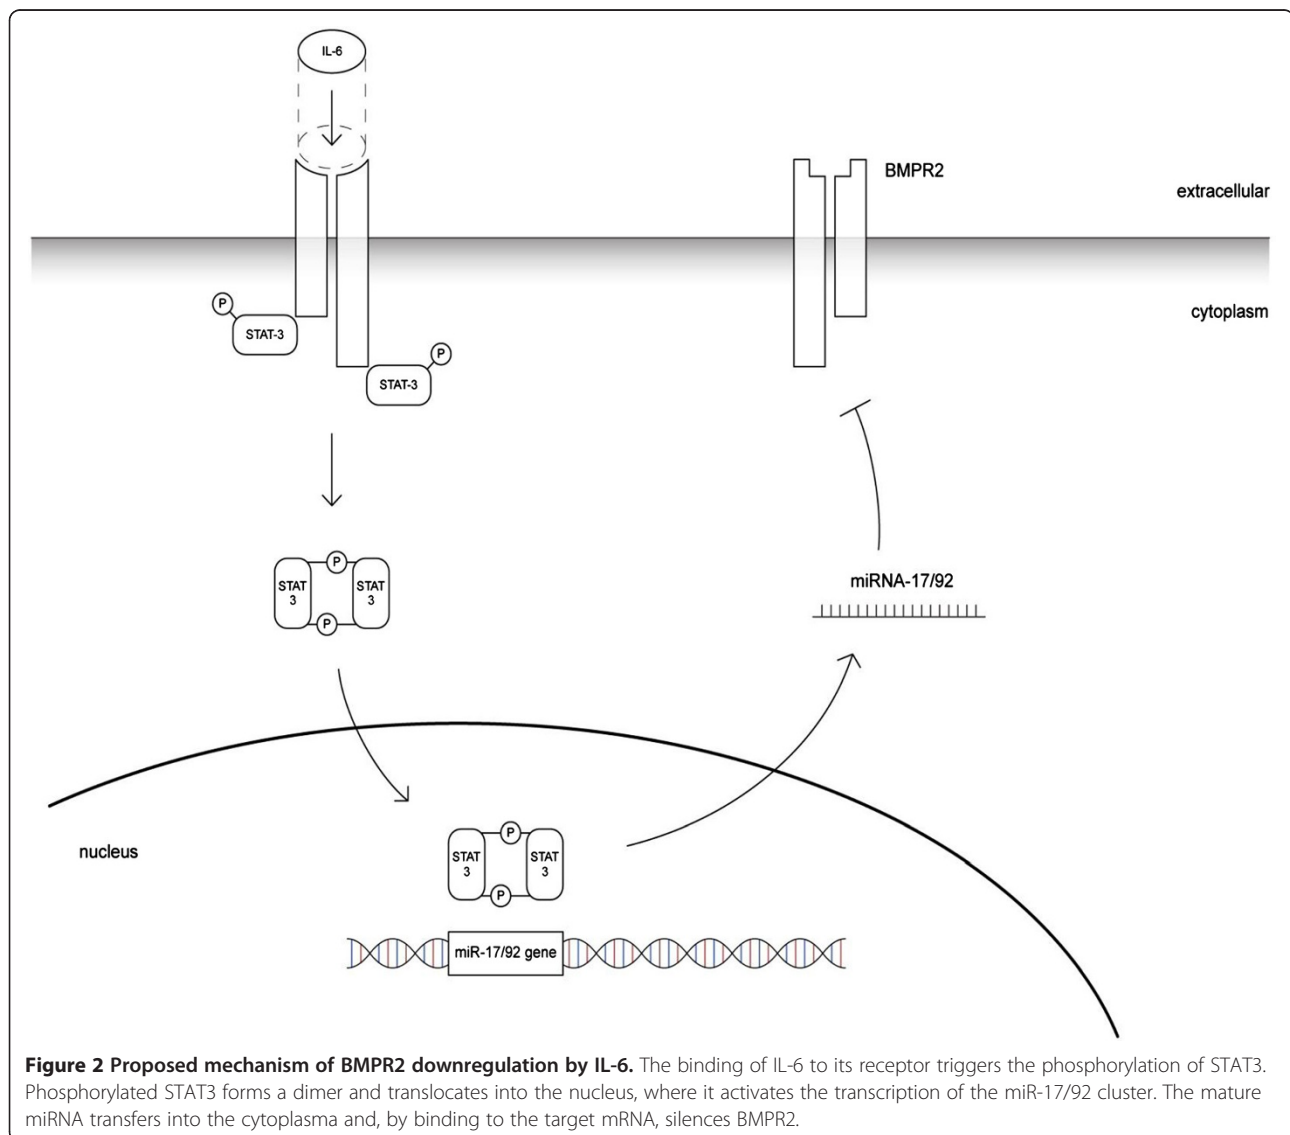 IL-6
BMPR2
extracellular
cytoplasm
P
STAT-3
P
STAT-3
P
STAT
3
STAT
3
P
miRNA-17/92
nucleus
P
STAT
3
STAT
3
P
miR-17/92 gene
Figure 2 Proposed mechanism of BMPR2 downregulation by IL-6. The binding of IL-6 to its receptor triggers the phosphorylation of STAT3.
Phosphorylated STAT3 forms a dimer and translocates into the nucleus, where it activates the transcription of the miR-17/92 cluster. The mature
miRNA transfers into the cytoplasma and, by binding to the target mRNA, silences BMPR2.